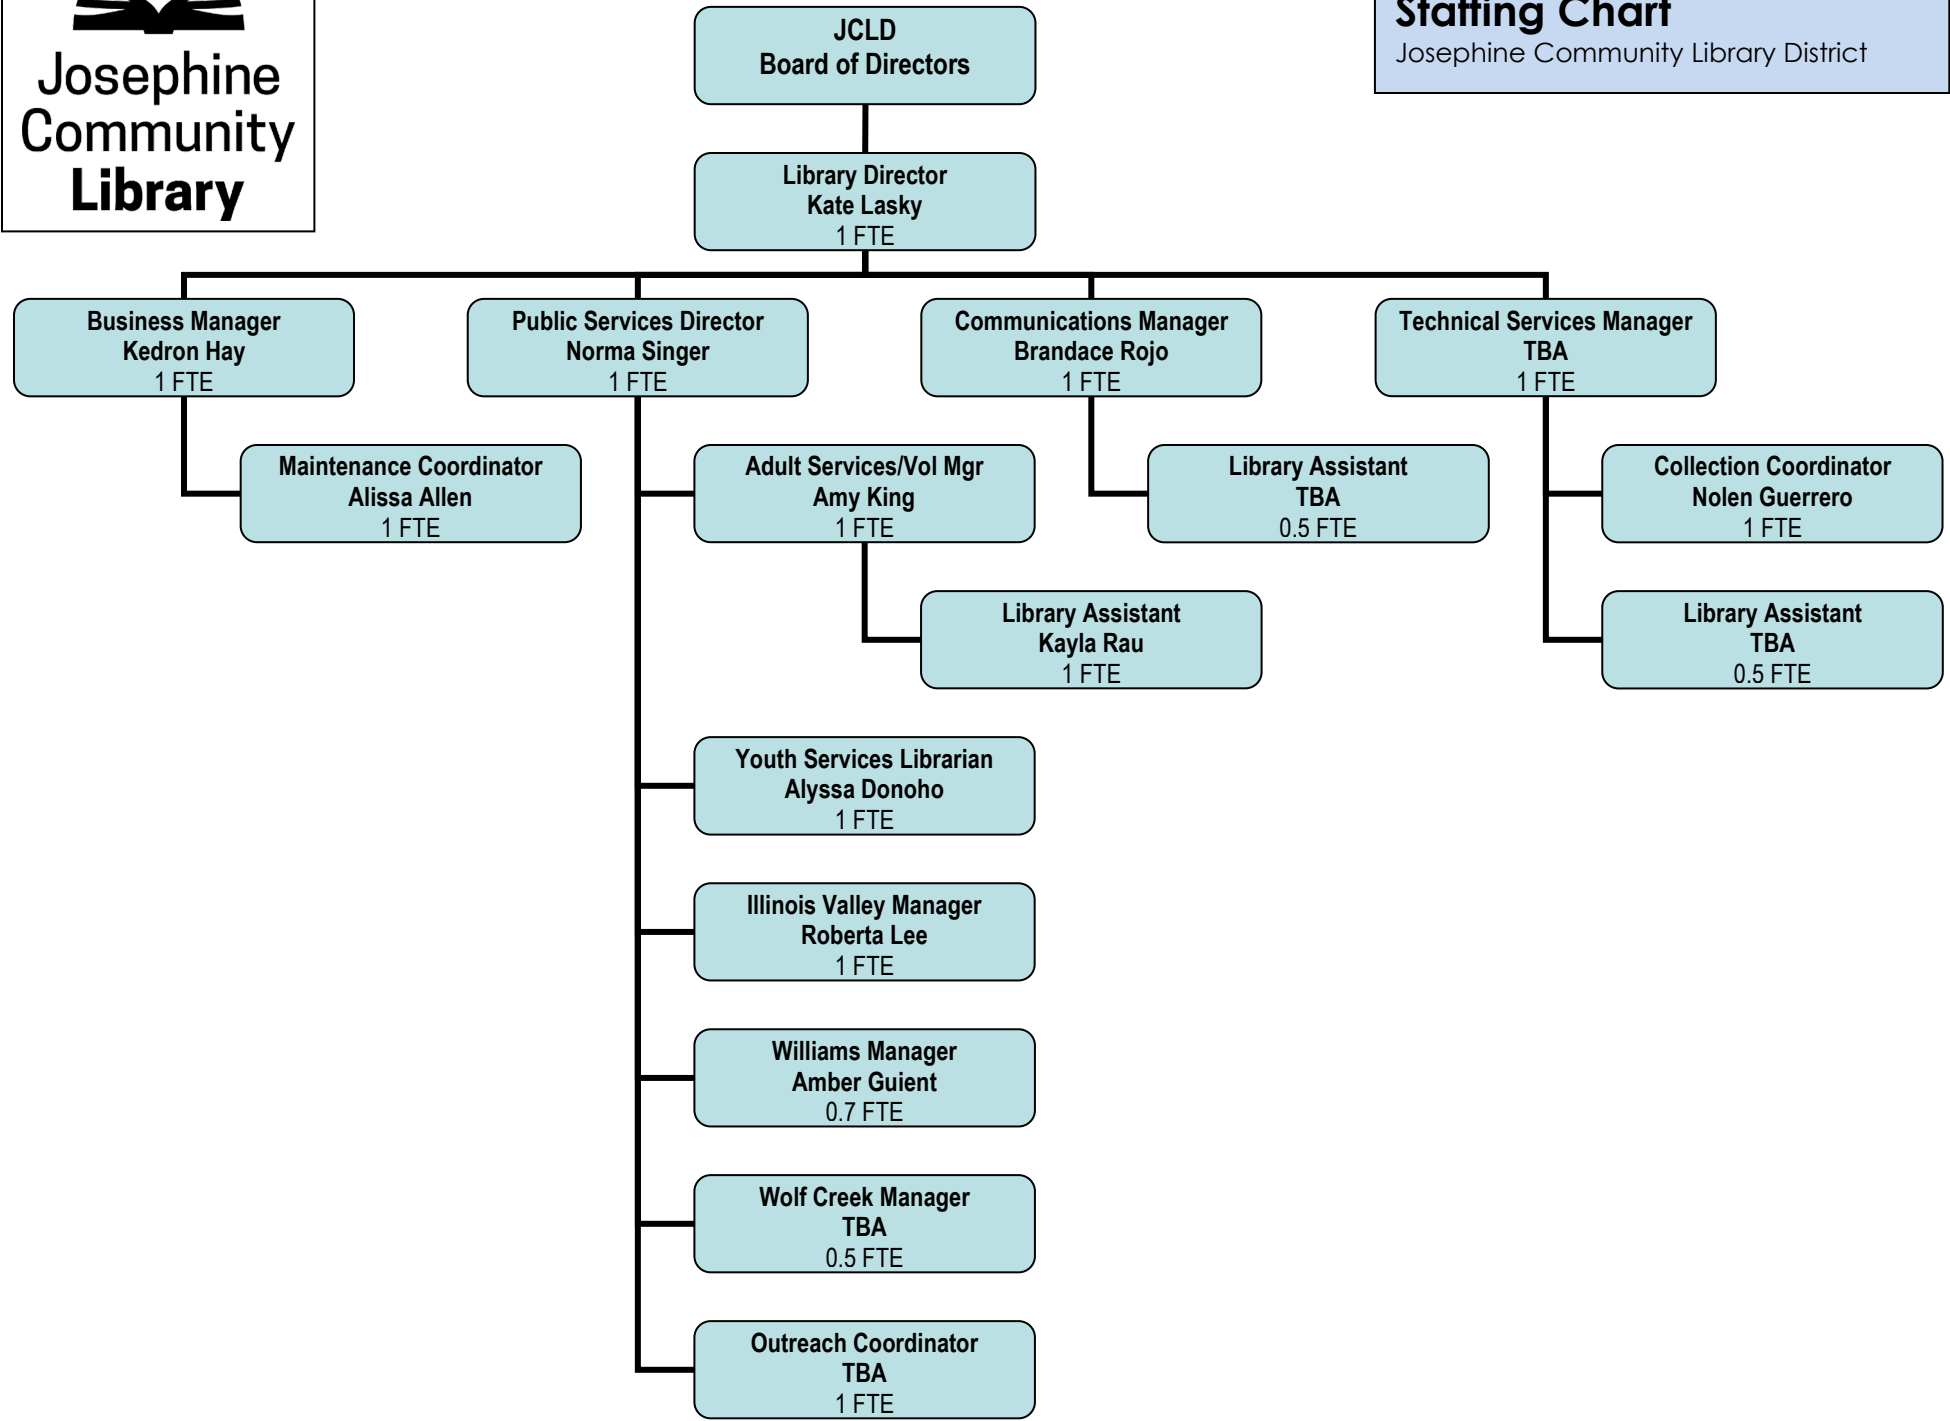 Josephine
Community
Library
Staffing Chart
Josephine Community Library District
JCLD
Board of Directors
Library Director
Kate Lasky
1 FTE
Business Manager
Kedron Hay
1 FTE
Public Services Director
Norma Singer
1 FTE
Communications Manager
Brandace Rojo
1 FTE
Technical Services Manager
TBA
1 FTE
Maintenance Coordinator
Alissa Allen
1 FTE
Adult Services/Vol Mgr
Amy King
1 FTE
Library Assistant
TBA
0.5 FTE
Collection Coordinator
Nolen Guerrero
1 FTE
Library Assistant
Kayla Rau
1 FTE
Library Assistant
TBA
0.5 FTE
Youth Services Librarian
Alyssa Donoho
1 FTE
Illinois Valley Manager
Roberta Lee
1 FTE
Williams Manager
Amber Guient
0.7 FTE
Wolf Creek Manager
TBA
0.5 FTE
Outreach Coordinator
TBA
1 FTE